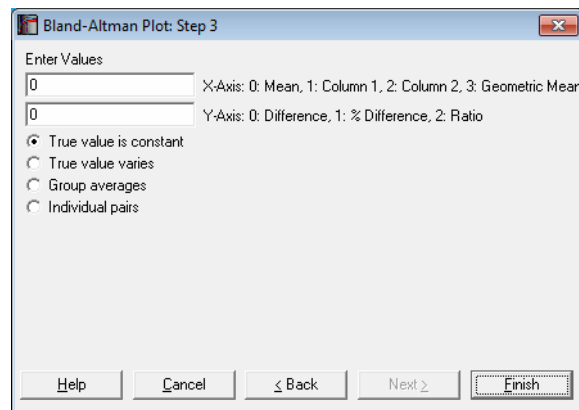 Bland-Altman Plot: Step 3
Enter Values
0 X-Axis: 0: Mean, 1: Column 1, 2: Column 2, 3: Geometric Mean
0 Y-Axis: 0: Difference, 1: % Difference, 2: Ratio
True value is constant
True value varies
Group averages
Individual pairs
Help Cancel < Back Next > Finish